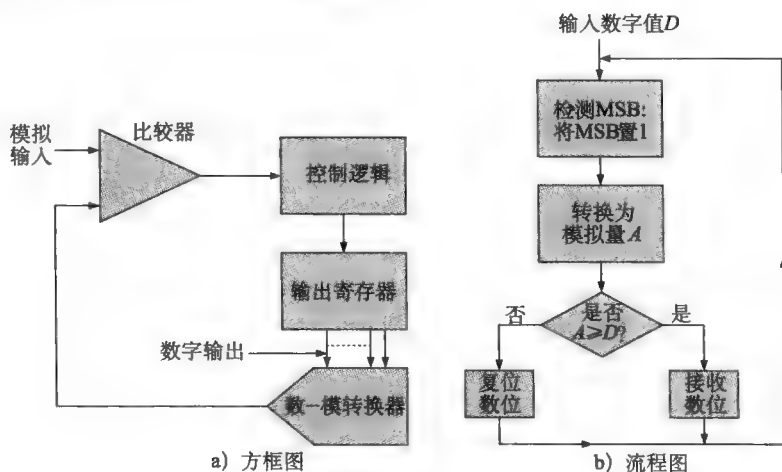 模拟
输入
比较器
控制逻辑
输出寄存器
数字输出
数—模转换器
a) 方框图
输入数字值D
检测MSB:
将MSB置1
转换为
模拟量A
是否
A≥D?
否
是
复位
数位
接收
数位
b) 流程图